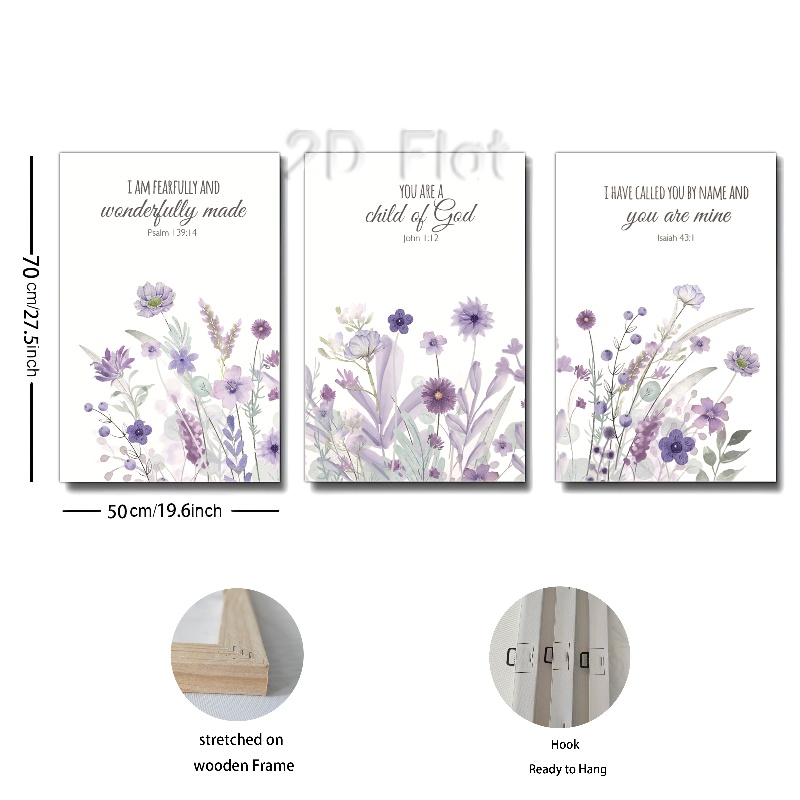 2D Flat
I AM FEARFULLY AND
wonderfully made
Psalm 139:14
YOU ARE A
child of God
John 1:12
I HAVE CALLED YOU BY NAME AND
you are mine
Isaiah 43:1
70 cm/27.5inch
50cm/19.6inch
stretched on
wooden Frame
Hook
Ready to Hang